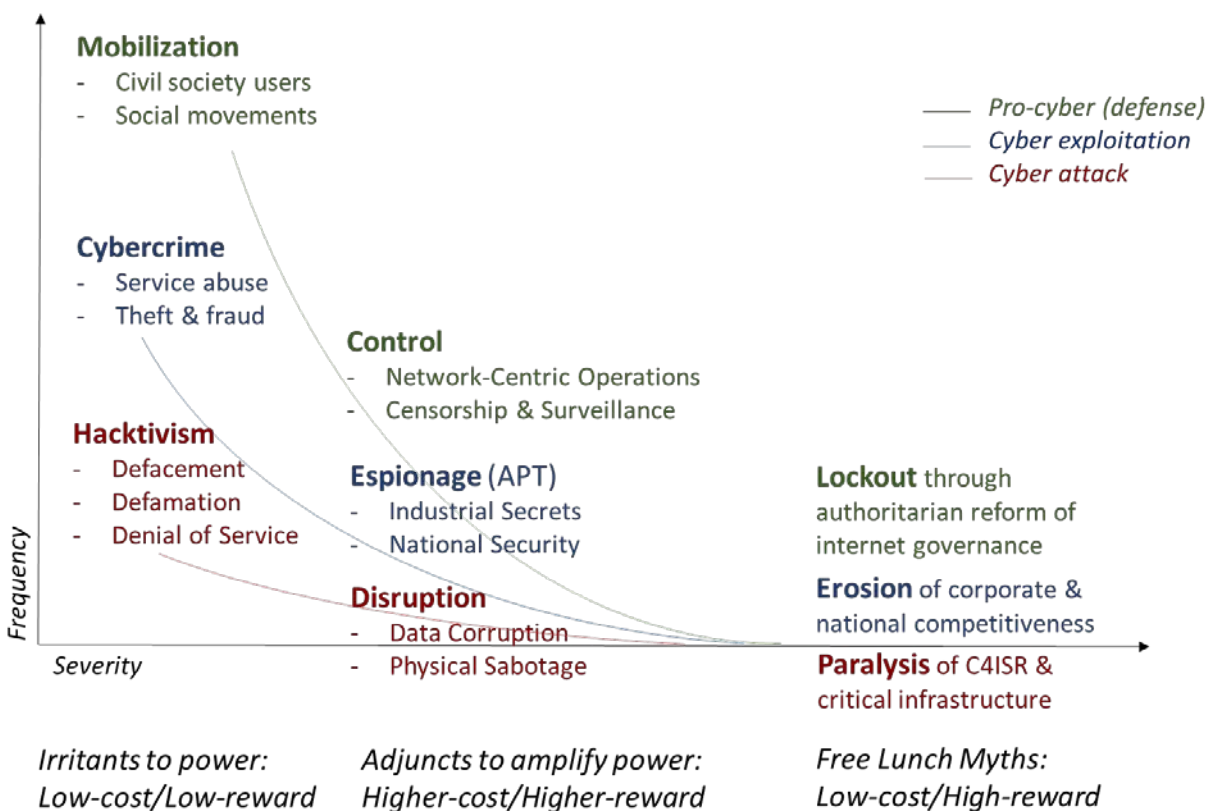 Mobilization
- Civil society users
- Social movements
Pro-cyber (defense)
Cyber exploitation
Cyber attack
Cybercrime
- Service abuse
- Theft & fraud
Control
- Network-Centric Operations
- Censorship & Surveillance
Hacktivism
- Defacement
- Defamation
- Denial of Service
Espionage (APT)
- Industrial Secrets
- National Security
Lockout through
authoritarian reform of
internet governance
Disruption
- Data Corruption
- Physical Sabotage
Erosion of corporate &
national competitiveness
Paralysis of C4ISR &
critical infrastructure
Frequency
Severity
Irritants to power:
Low-cost/Low-reward
Adjuncts to amplify power:
Higher-cost/Higher-reward
Free Lunch Myths:
Low-cost/High-reward